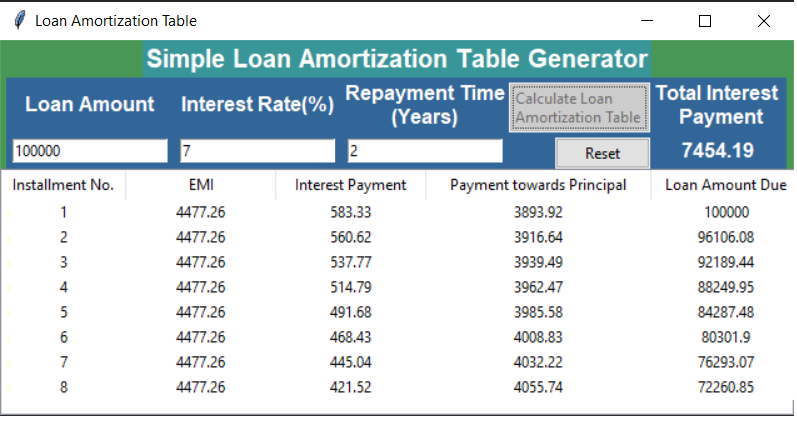 Loan Amortization Table
Simple Loan Amortization Table Generator
Loan Amount Interest Rate(%) Repayment Time (Years) Calculate Loan Amortization Table Total Interest Payment
100000 7 2 Reset 7454.19
Installment No. EMI Interest Payment Payment towards Principal Loan Amount Due
1 4477.26 583.33 3893.92 100000
2 4477.26 560.62 3916.64 96106.08
3 4477.26 537.77 3939.49 92189.44
4 4477.26 514.79 3962.47 88249.95
5 4477.26 491.68 3985.58 84287.48
6 4477.26 468.43 4008.83 80301.9
7 4477.26 445.04 4032.22 76293.07
8 4477.26 421.52 4055.74 72260.85